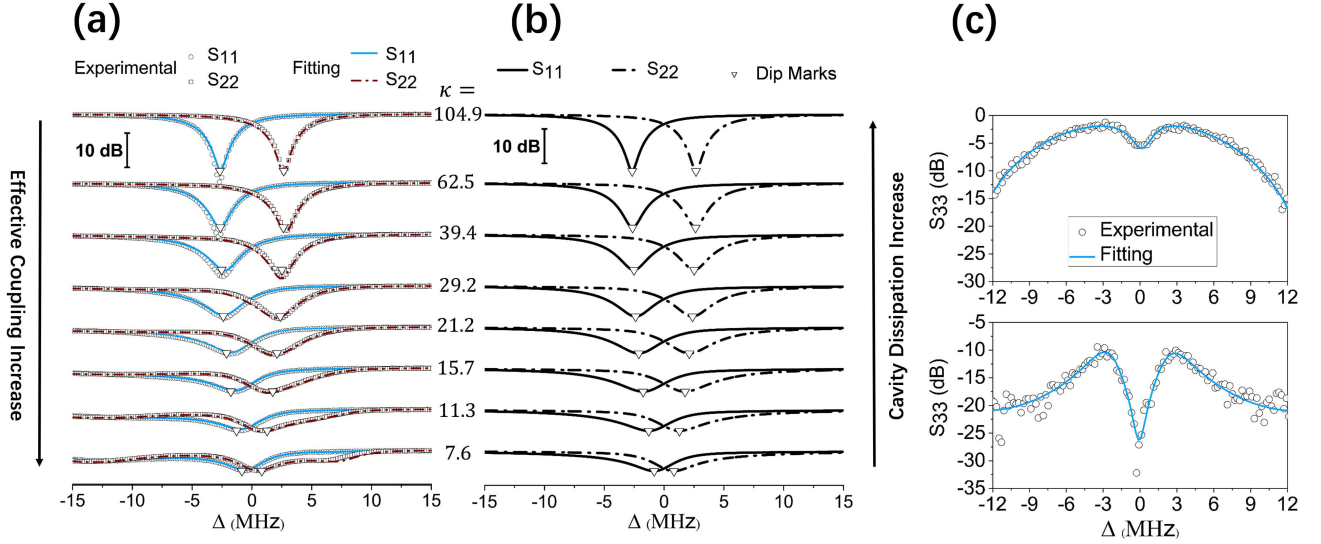 (a)
(b)
(c)
Experimental
S11
S22
Fitting
S11
S22
S11
S22
Dip Marks
κ =
104.9
62.5
39.4
29.2
21.2
15.7
11.3
7.6
10 dB
10 dB
Effective Coupling Increase
Cavity Dissipation Increase
-15
-10
-5
0
5
10
15
Δ (MHz)
-15
-10
-5
0
5
10
15
Δ (MHz)
S33 (dB)
0
-5
-10
-15
-20
-25
-30
Experimental
Fitting
-12
-9
-6
-3
0
3
6
9
12
S33 (dB)
-5
-10
-15
-20
-25
-30
-35
-12
-9
-6
-3
0
3
6
9
12
Δ (MHz)